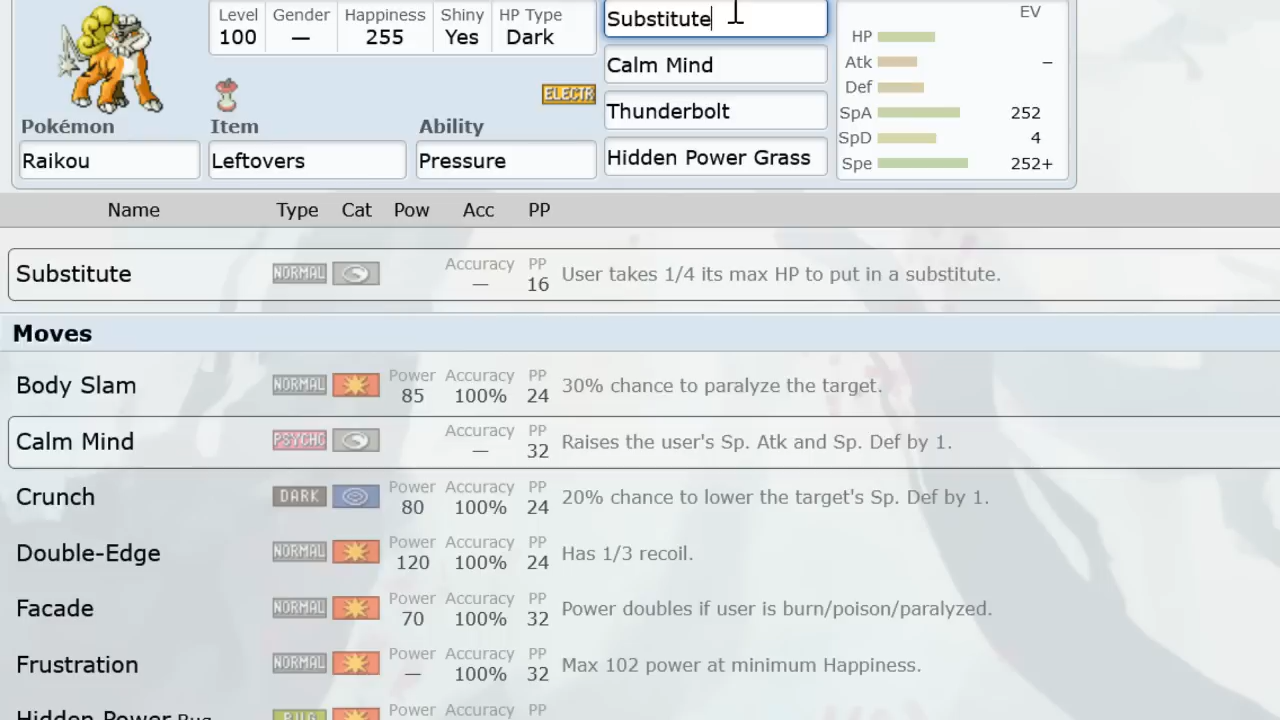 Level Gender Happiness Shiny HP Type
100 — 255 Yes Dark
ELECTR
Pokémon Item Ability
Raikou Leftovers Pressure
Substitute
Calm Mind
Thunderbolt
Hidden Power Grass
EV
HP
Atk –
Def
SpA 252
SpD 4
Spe 252+
Name Type Cat Pow Acc PP
Substitute NORMAL Accuracy — PP 16 User takes 1/4 its max HP to put in a substitute.
Moves
Body Slam NORMAL Power 85 Accuracy 100% PP 24 30% chance to paralyze the target.
Calm Mind PSYCHC Accuracy — PP 32 Raises the user's Sp. Atk and Sp. Def by 1.
Crunch DARK Power 80 Accuracy 100% PP 24 20% chance to lower the target's Sp. Def by 1.
Double-Edge NORMAL Power 120 Accuracy 100% PP 24 Has 1/3 recoil.
Facade NORMAL Power 70 Accuracy 100% PP 32 Power doubles if user is burn/poison/paralyzed.
Frustration NORMAL Power — Accuracy 100% PP 32 Max 102 power at minimum Happiness.
Hidden Power Bug BUG Power Accuracy PP